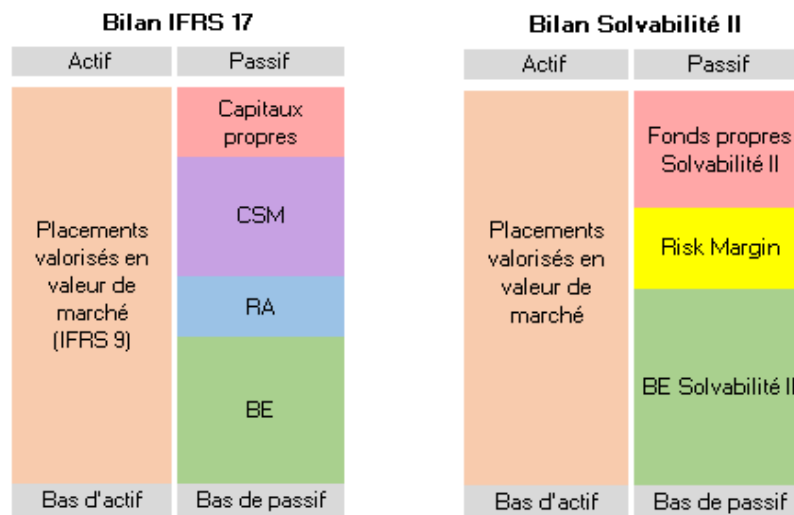 Bilan IFRS 17
Actif
Passif
Placements
valorisés en
valeur de
marché
(IFRS 9)
Capitaux
propres
CSM
RA
BE
Bas d'actif
Bas de passif
Bilan Solvabilité II
Actif
Passif
Placements
valorisés en
valeur de
marché
Fonds propres
Solvabilité II
Risk Margin
BE Solvabilité II
Bas d'actif
Bas de passif